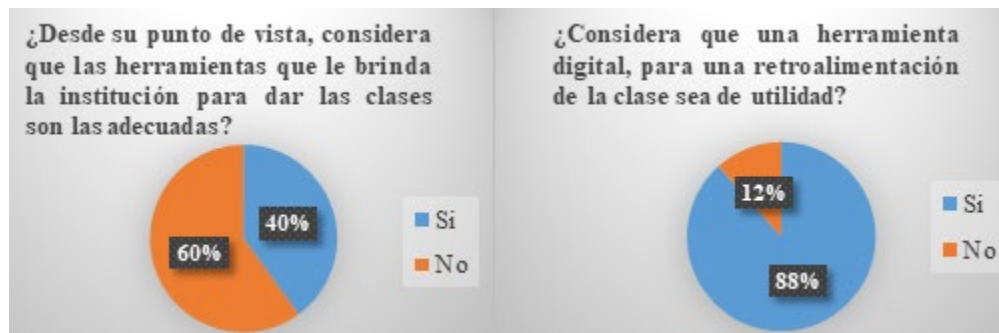 ¿Desde su punto de vista, considera
que las herramientas que le brinda
la institución para dar las clases
son las adecuadas?
40%
60%
Si
No
¿Considera que una herramienta
digital, para una retroalimentación
de la clase sea de utilidad?
12%
88%
Si
No